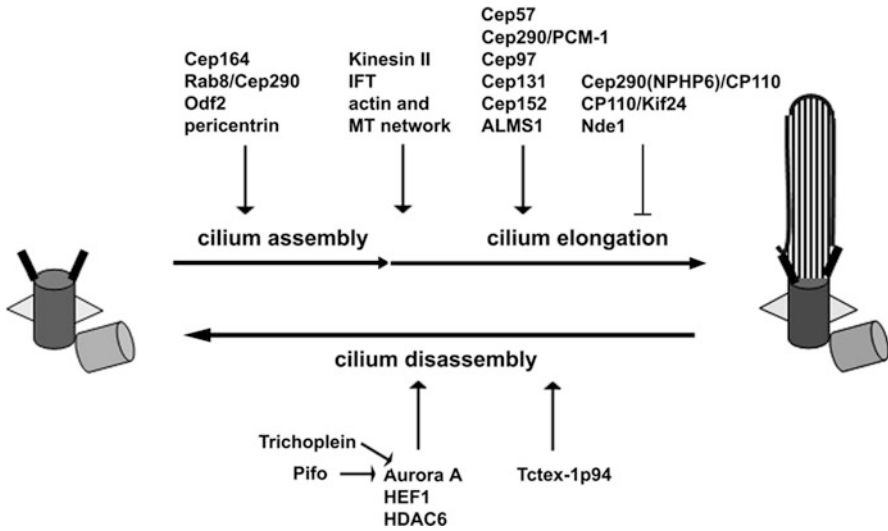 Cep164
Rab8/Cep290
Odf2
pericentrin
Kinesin II
IFT
actin and
MT network
Cep57
Cep290/PCM-1
Cep97
Cep131
Cep152
ALMS1
Cep290(NPHP6)/CP110
CP110/Kif24
Nde1
cilium assembly
cilium elongation
cilium disassembly
Trichoplein
Pifo
Aurora A
HEF1
HDAC6
Tctex-1p94